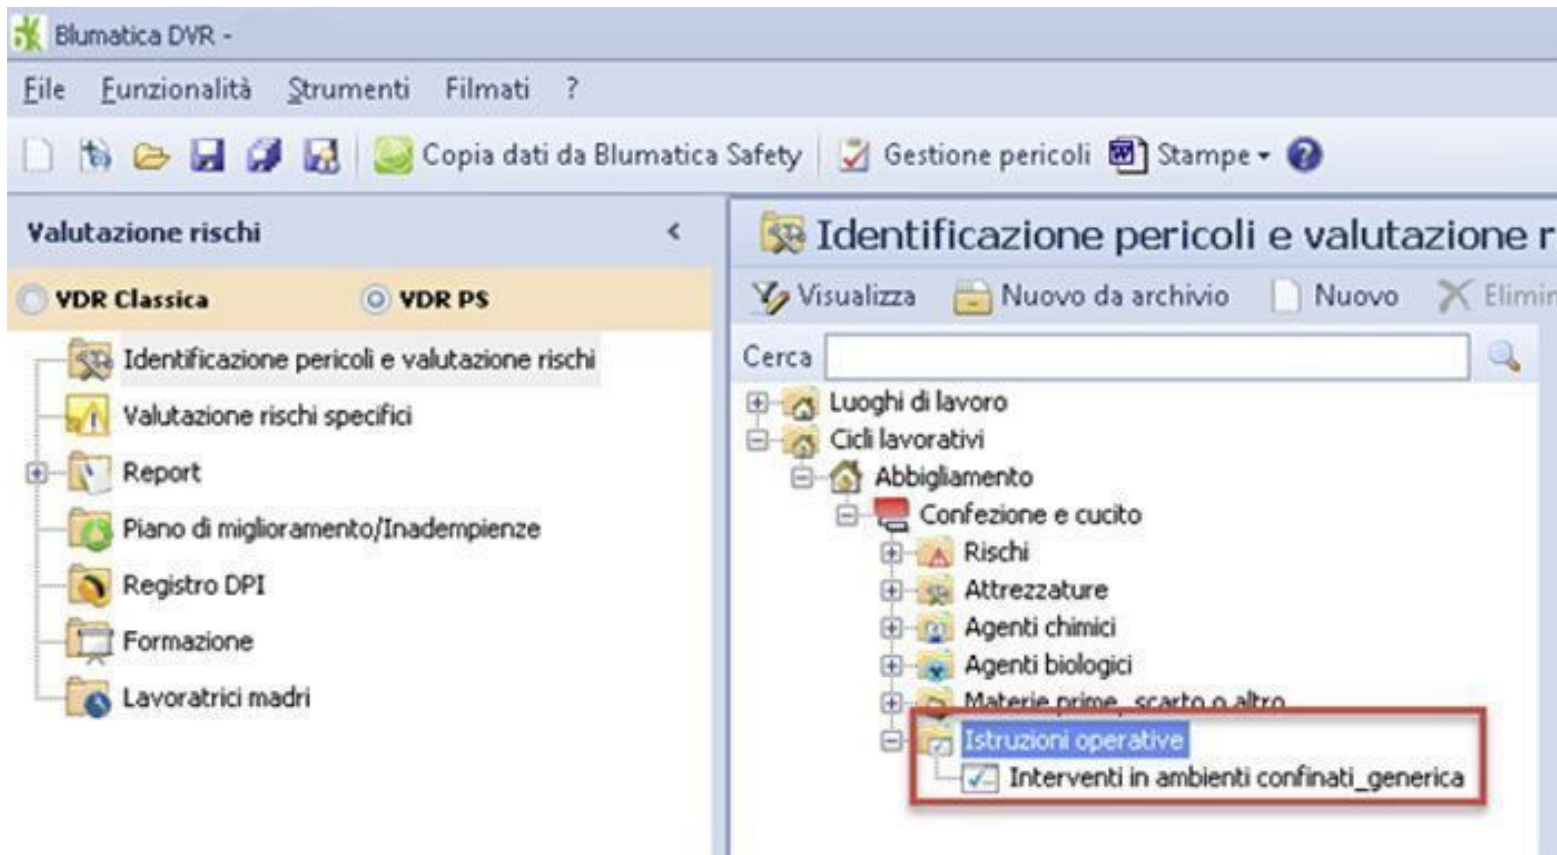 Blumatica DVR -
File Funzionalità Strumenti Filmati ?
Copia dati da Blumatica Safety Gestione pericoli Stampe
Valutazione rischi
VDR Classica VDR PS
Identificazione pericoli e valutazione rischi
Valutazione rischi specifici
Report
Piano di miglioramento/Inadempienze
Registro DPI
Formazione
Lavoratrici madri
Identificazione pericoli e valutazione r
Visualizza Nuovo da archivio Nuovo Elimin
Cerca
Luoghi di lavoro
Cicli lavorativi
Abbigliamento
Confezione e cucito
Rischi
Attrezzature
Agenti chimici
Agenti biologici
Materie prime, scarto o altro
Istruzioni operative
Interventi in ambienti confinati_generica